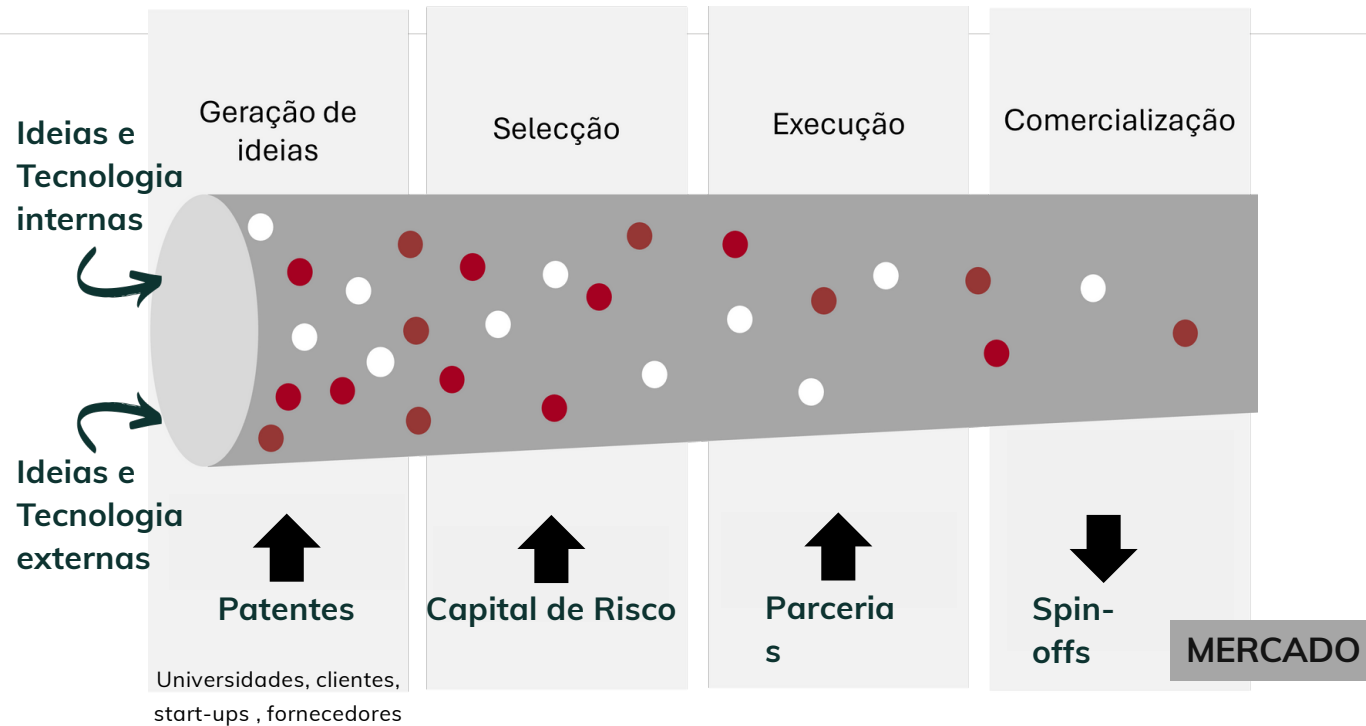 Geração de
ideias
Selecção
Execução
Comercialização
Ideias e
Tecnologia
internas
Ideias e
Tecnologia
externas
Patentes
Capital de Risco
Parceria
s
Spin-
offs
MERCADO
Universidades, clientes,
start-ups , fornecedores